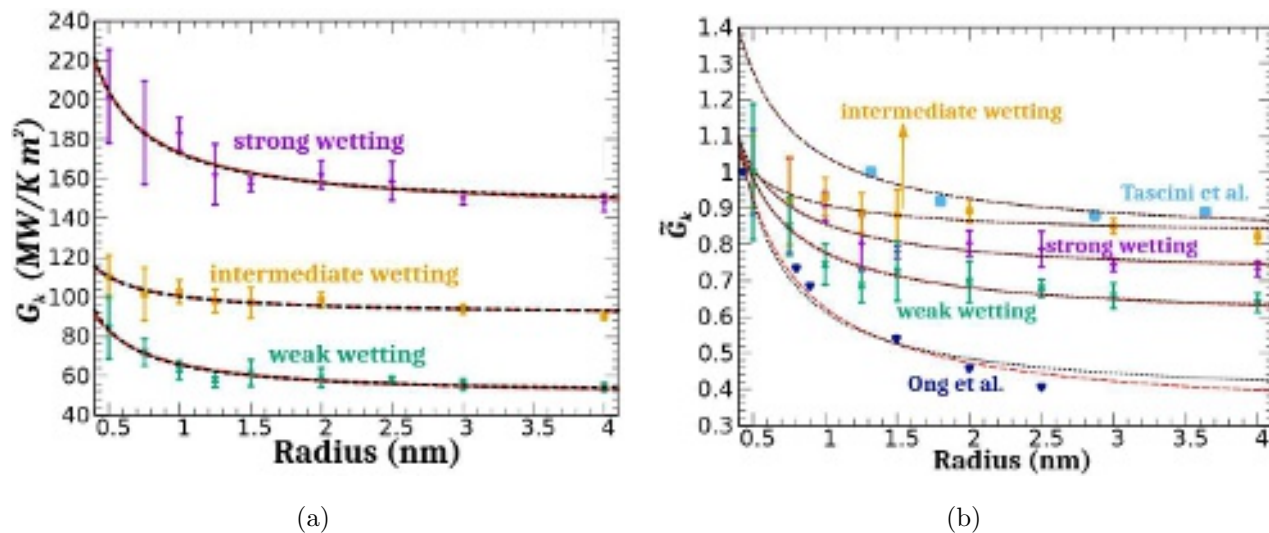 240
220
200
180
160
140
120
100
80
60
40
0.5 1 1.5 2 2.5 3 3.5 4
G_k (MW/K m²)
Radius (nm)
strong wetting
intermediate wetting
weak wetting
(a)
1.4
1.3
1.2
1.1
1
0.9
0.8
0.7
0.6
0.5
0.4
0.3
0.5 1 1.5 2 2.5 3 3.5 4
G̃_k
Radius (nm)
intermediate wetting
Tascini et al.
strong wetting
weak wetting
Ong et al.
(b)